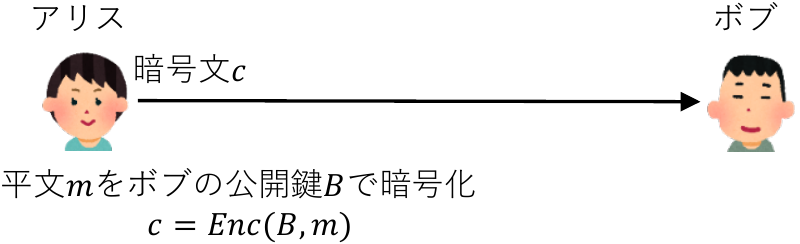 アリス
ボブ
暗号文c
平文mをボブの公開鍵Bで暗号化
c = Enc(B, m)